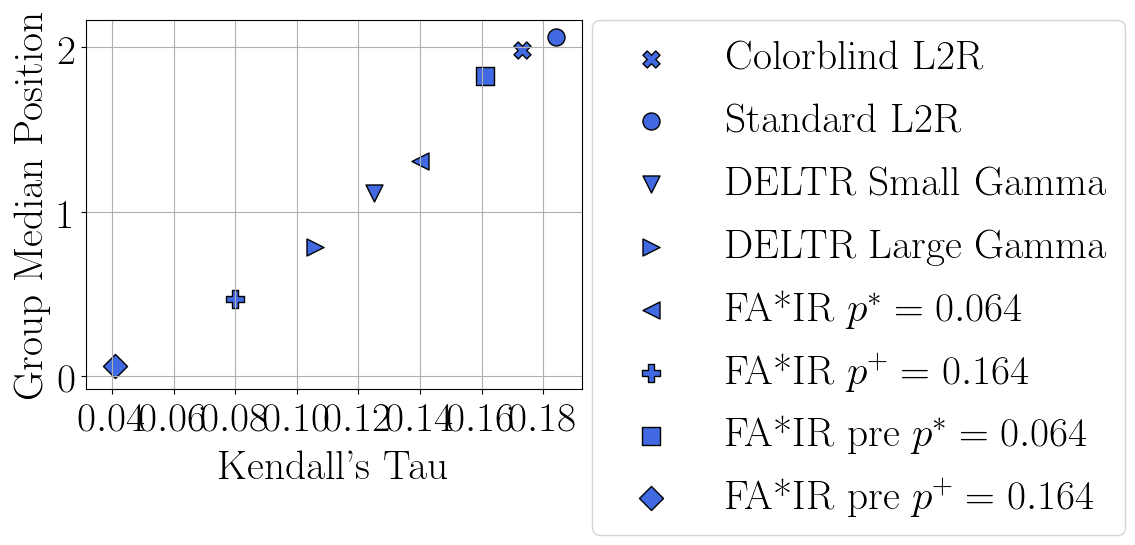 Group Median Position
2
1
0
0.04 0.06 0.08 0.10 0.12 0.14 0.16 0.18
Kendall's Tau
Colorblind L2R
Standard L2R
DELTR Small Gamma
DELTR Large Gamma
FA*IR p* = 0.064
FA*IR p⁺ = 0.164
FA*IR pre p* = 0.064
FA*IR pre p⁺ = 0.164